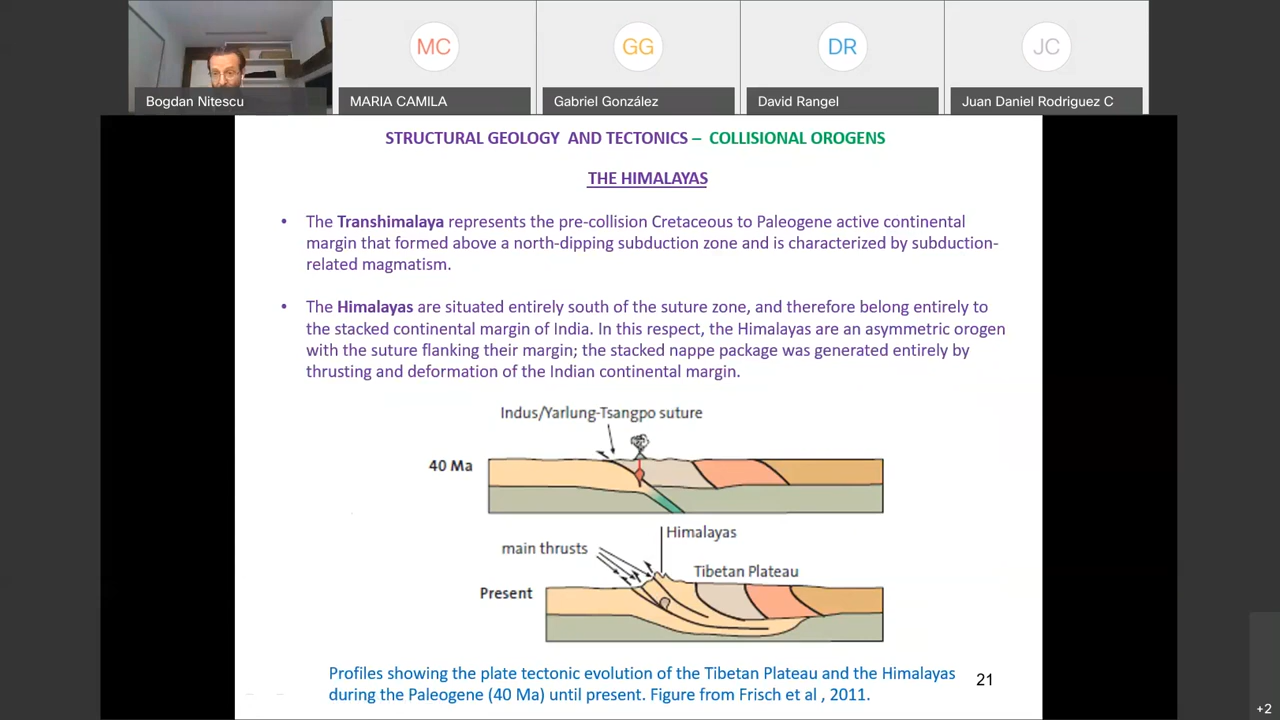 MC
GG
DR
JC
Bogdan Nitescu
MARIA CAMILA
Gabriel González
David Rangel
Juan Daniel Rodriguez C
STRUCTURAL GEOLOGY AND TECTONICS – COLLISIONAL OROGENS
THE HIMALAYAS
• The Transhimalaya represents the pre-collision Cretaceous to Paleogene active continental
margin that formed above a north-dipping subduction zone and is characterized by subduction-
related magmatism.
• The Himalayas are situated entirely south of the suture zone, and therefore belong entirely to
the stacked continental margin of India. In this respect, the Himalayas are an asymmetric orogen
with the suture flanking their margin; the stacked nappe package was generated entirely by
thrusting and deformation of the Indian continental margin.
Indus/Yarlung-Tsangpo suture
40 Ma
Himalayas
main thrusts
Tibetan Plateau
Present
Profiles showing the plate tectonic evolution of the Tibetan Plateau and the Himalayas
during the Paleogene (40 Ma) until present. Figure from Frisch et al , 2011.
21
+2